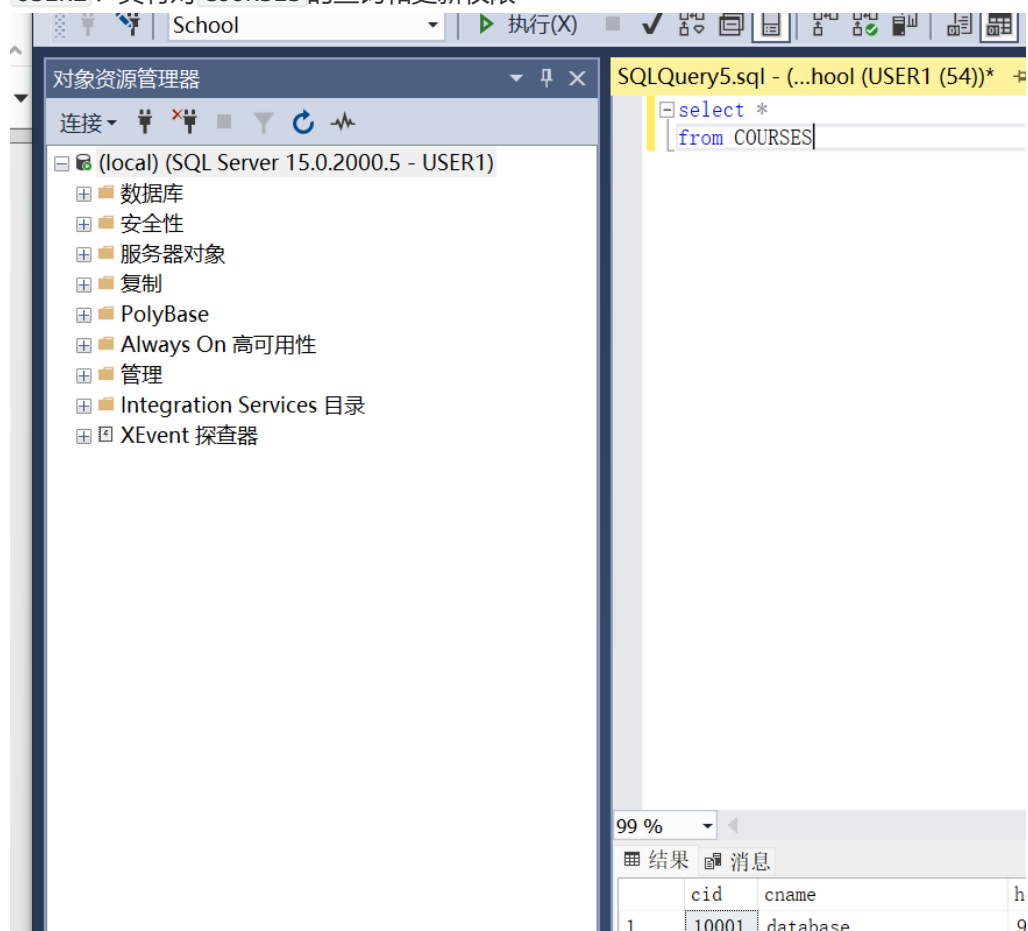 School
执行(X)
对象资源管理器
SQLQuery5.sql - (...hool (USER1 (54))*
连接
select *
from COURSES
(local) (SQL Server 15.0.2000.5 - USER1)
数据库
安全性
服务器对象
复制
PolyBase
Always On 高可用性
管理
Integration Services 目录
XEvent 探查器
99 %
结果
消息
cid cname
1 10001 database